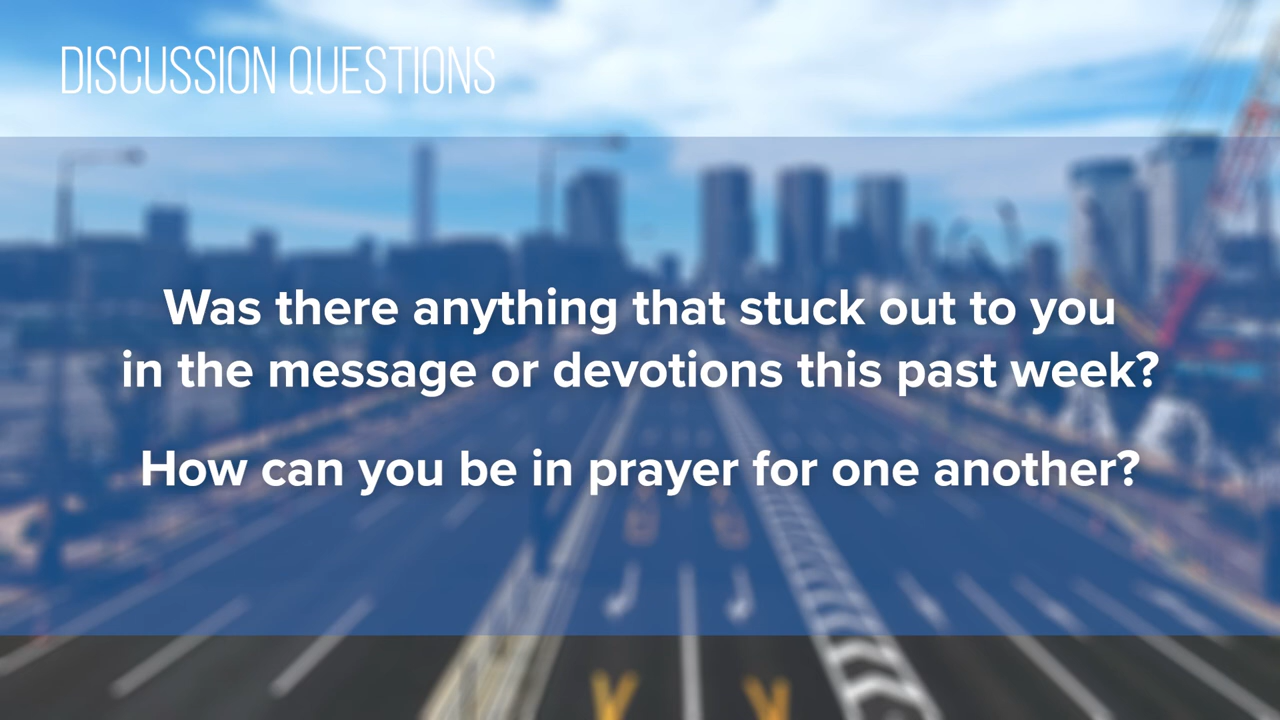 DISCUSSION QUESTIONS
Was there anything that stuck out to you
in the message or devotions this past week?
How can you be in prayer for one another?